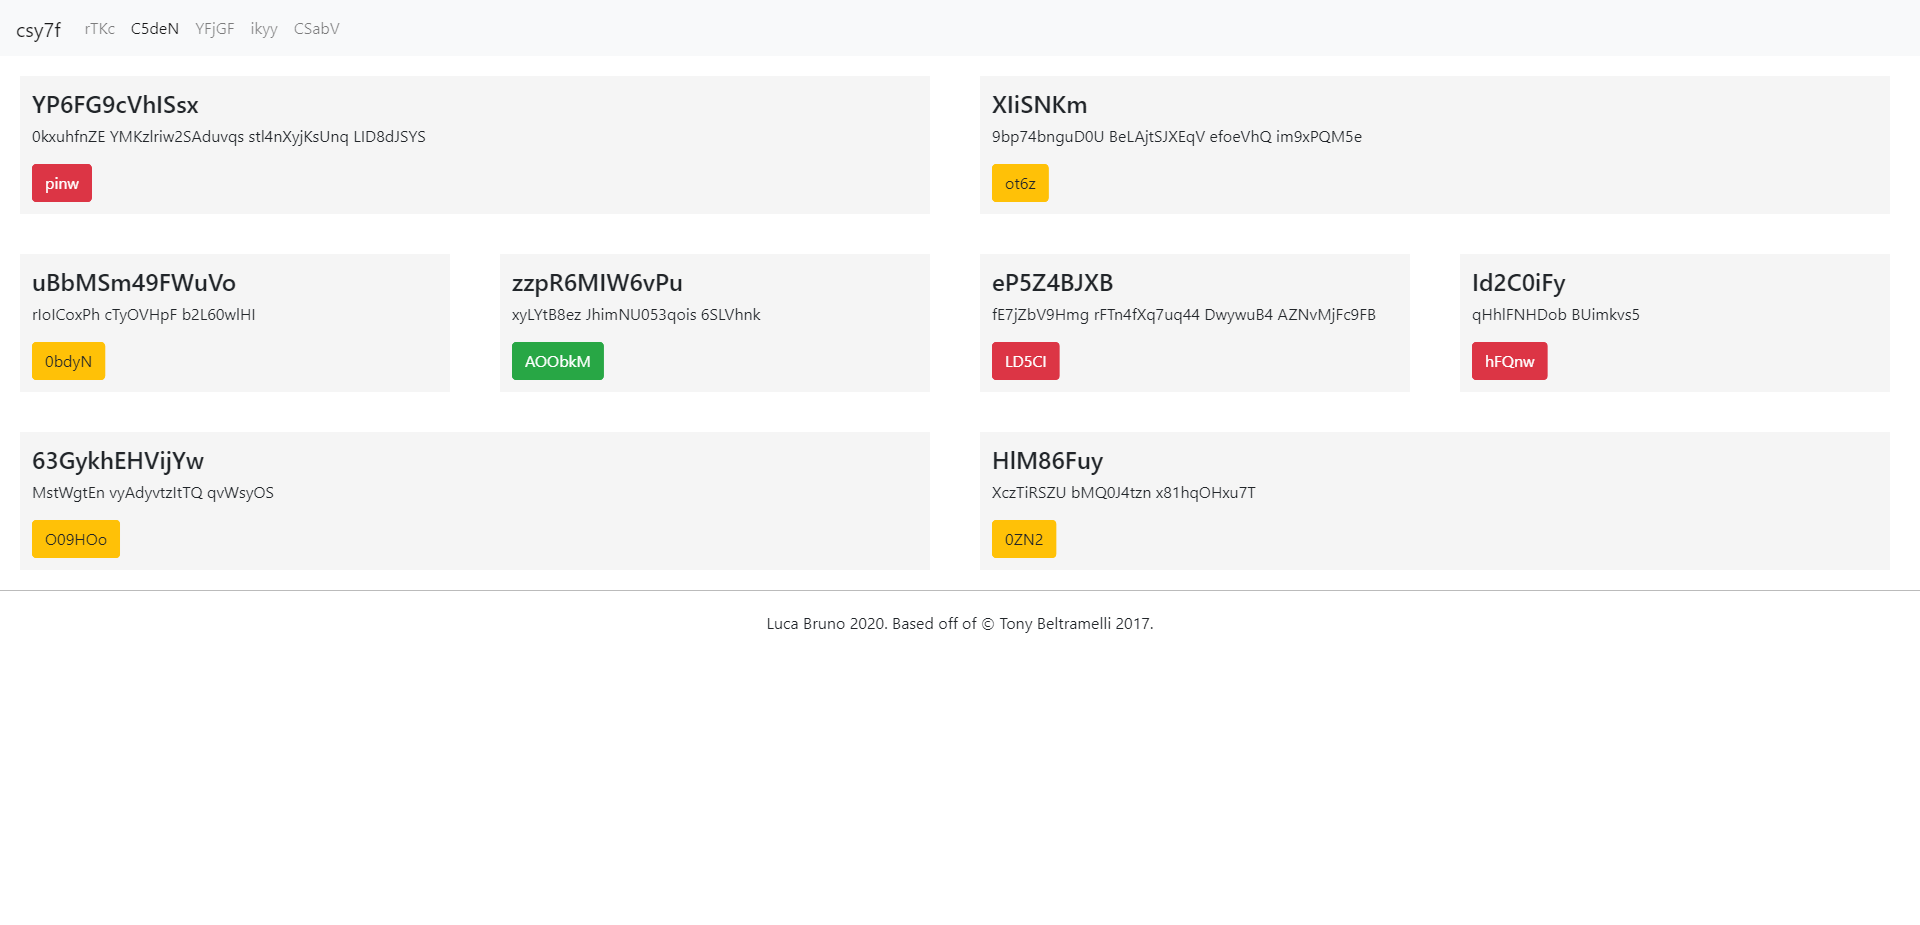 csy7f rTKc C5deN YFjGF ikyy CSabV
YP6FG9cVhISsx
0kxuhfnZE YMKzlriw2SAduvqs stl4nXyjKsUnq LID8dJSYS
pinw
XIiSNKm
9bp74bnguD0U BeLAjtSJXEqV efoeVhQ im9xPQM5e
ot6z
uBbMSm49FWuVo
rIoICoxPh cTyOVHpF b2L60wlHI
0bdyN
zzpR6MIW6vPu
xyLYtB8ez JhimNU053qois 6SLVhnk
AOObkM
eP5Z4BJXB
fE7jZbV9Hmg rFTn4fXq7uq44 DwywuB4 AZNvMjFc9FB
LD5CI
Id2C0iFy
qHhlFNHDob BUimkvs5
hFQnw
63GykhEHVijYw
MstWgtEn vyAdyvtzItTQ qvWsyOS
O09HOo
HlM86Fuy
XczTiRSZU bMQ0J4tzn x81hqOHxu7T
0ZN2
Luca Bruno 2020. Based off of © Tony Beltramelli 2017.